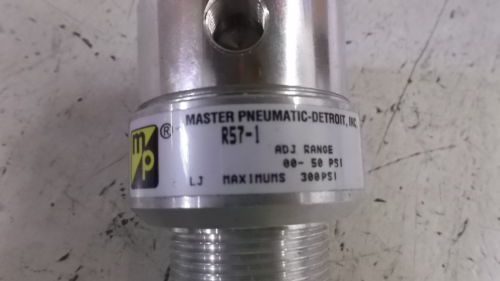 mp ® MASTER PNEUMATIC-DETROIT, INC
R57-1
ADJ RANGE
00- 50 PSI
LJ MAXIMUMS 300PSI